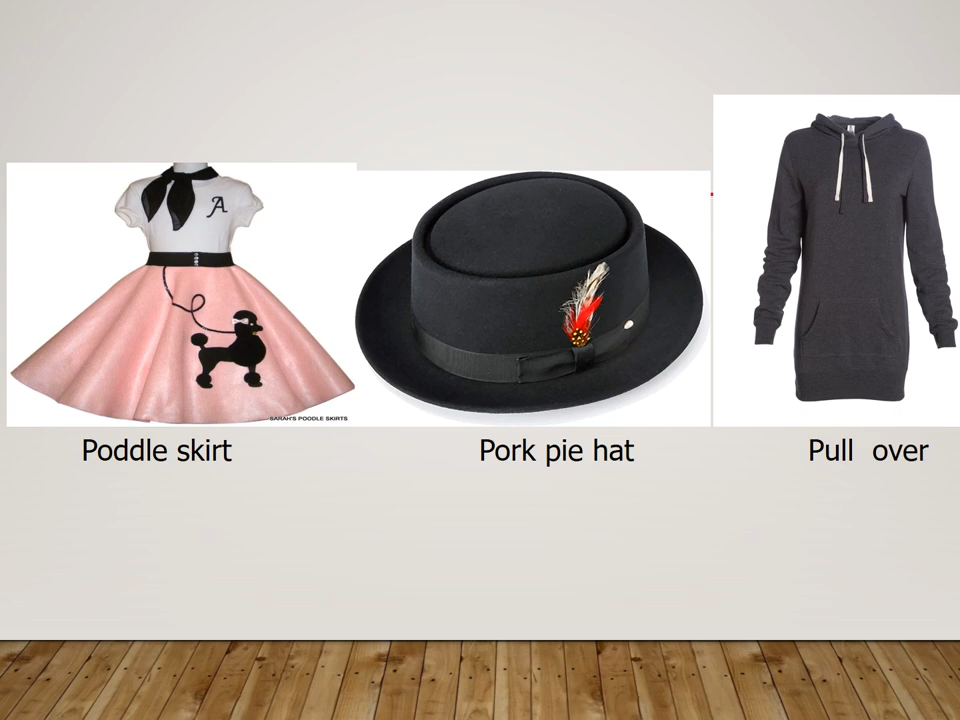 A
SARAH'S POODLE SKIRTS
Poddle skirt
Pork pie hat
Pull  over